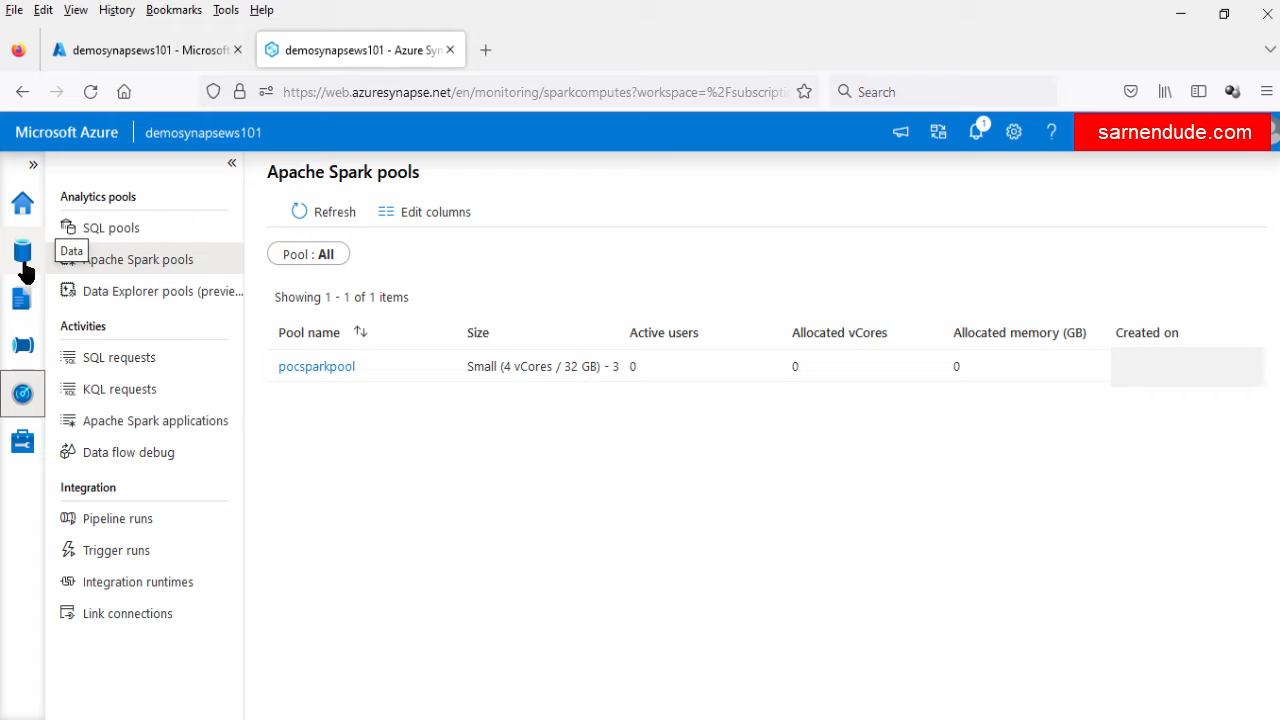 File Edit View History Bookmarks Tools Help
demosynapsews101 - Microsoft
demosynapsews101 - Azure Syn
https://web.azuresynapse.net/en/monitoring/sparkcomputes?workspace=%2Fsubscripti
Search
Microsoft Azure
demosynapsews101
1
sarnendude.com
Analytics pools
SQL pools
Data
Apache Spark pools
Data Explorer pools (previe...
Activities
SQL requests
KQL requests
Apache Spark applications
Data flow debug
Integration
Pipeline runs
Trigger runs
Integration runtimes
Link connections
Apache Spark pools
Refresh Edit columns
Pool : All
Showing 1 - 1 of 1 items
Pool name Size Active users Allocated vCores Allocated memory (GB) Created on
pocsparkpool Small (4 vCores / 32 GB) - 3 0 0 0